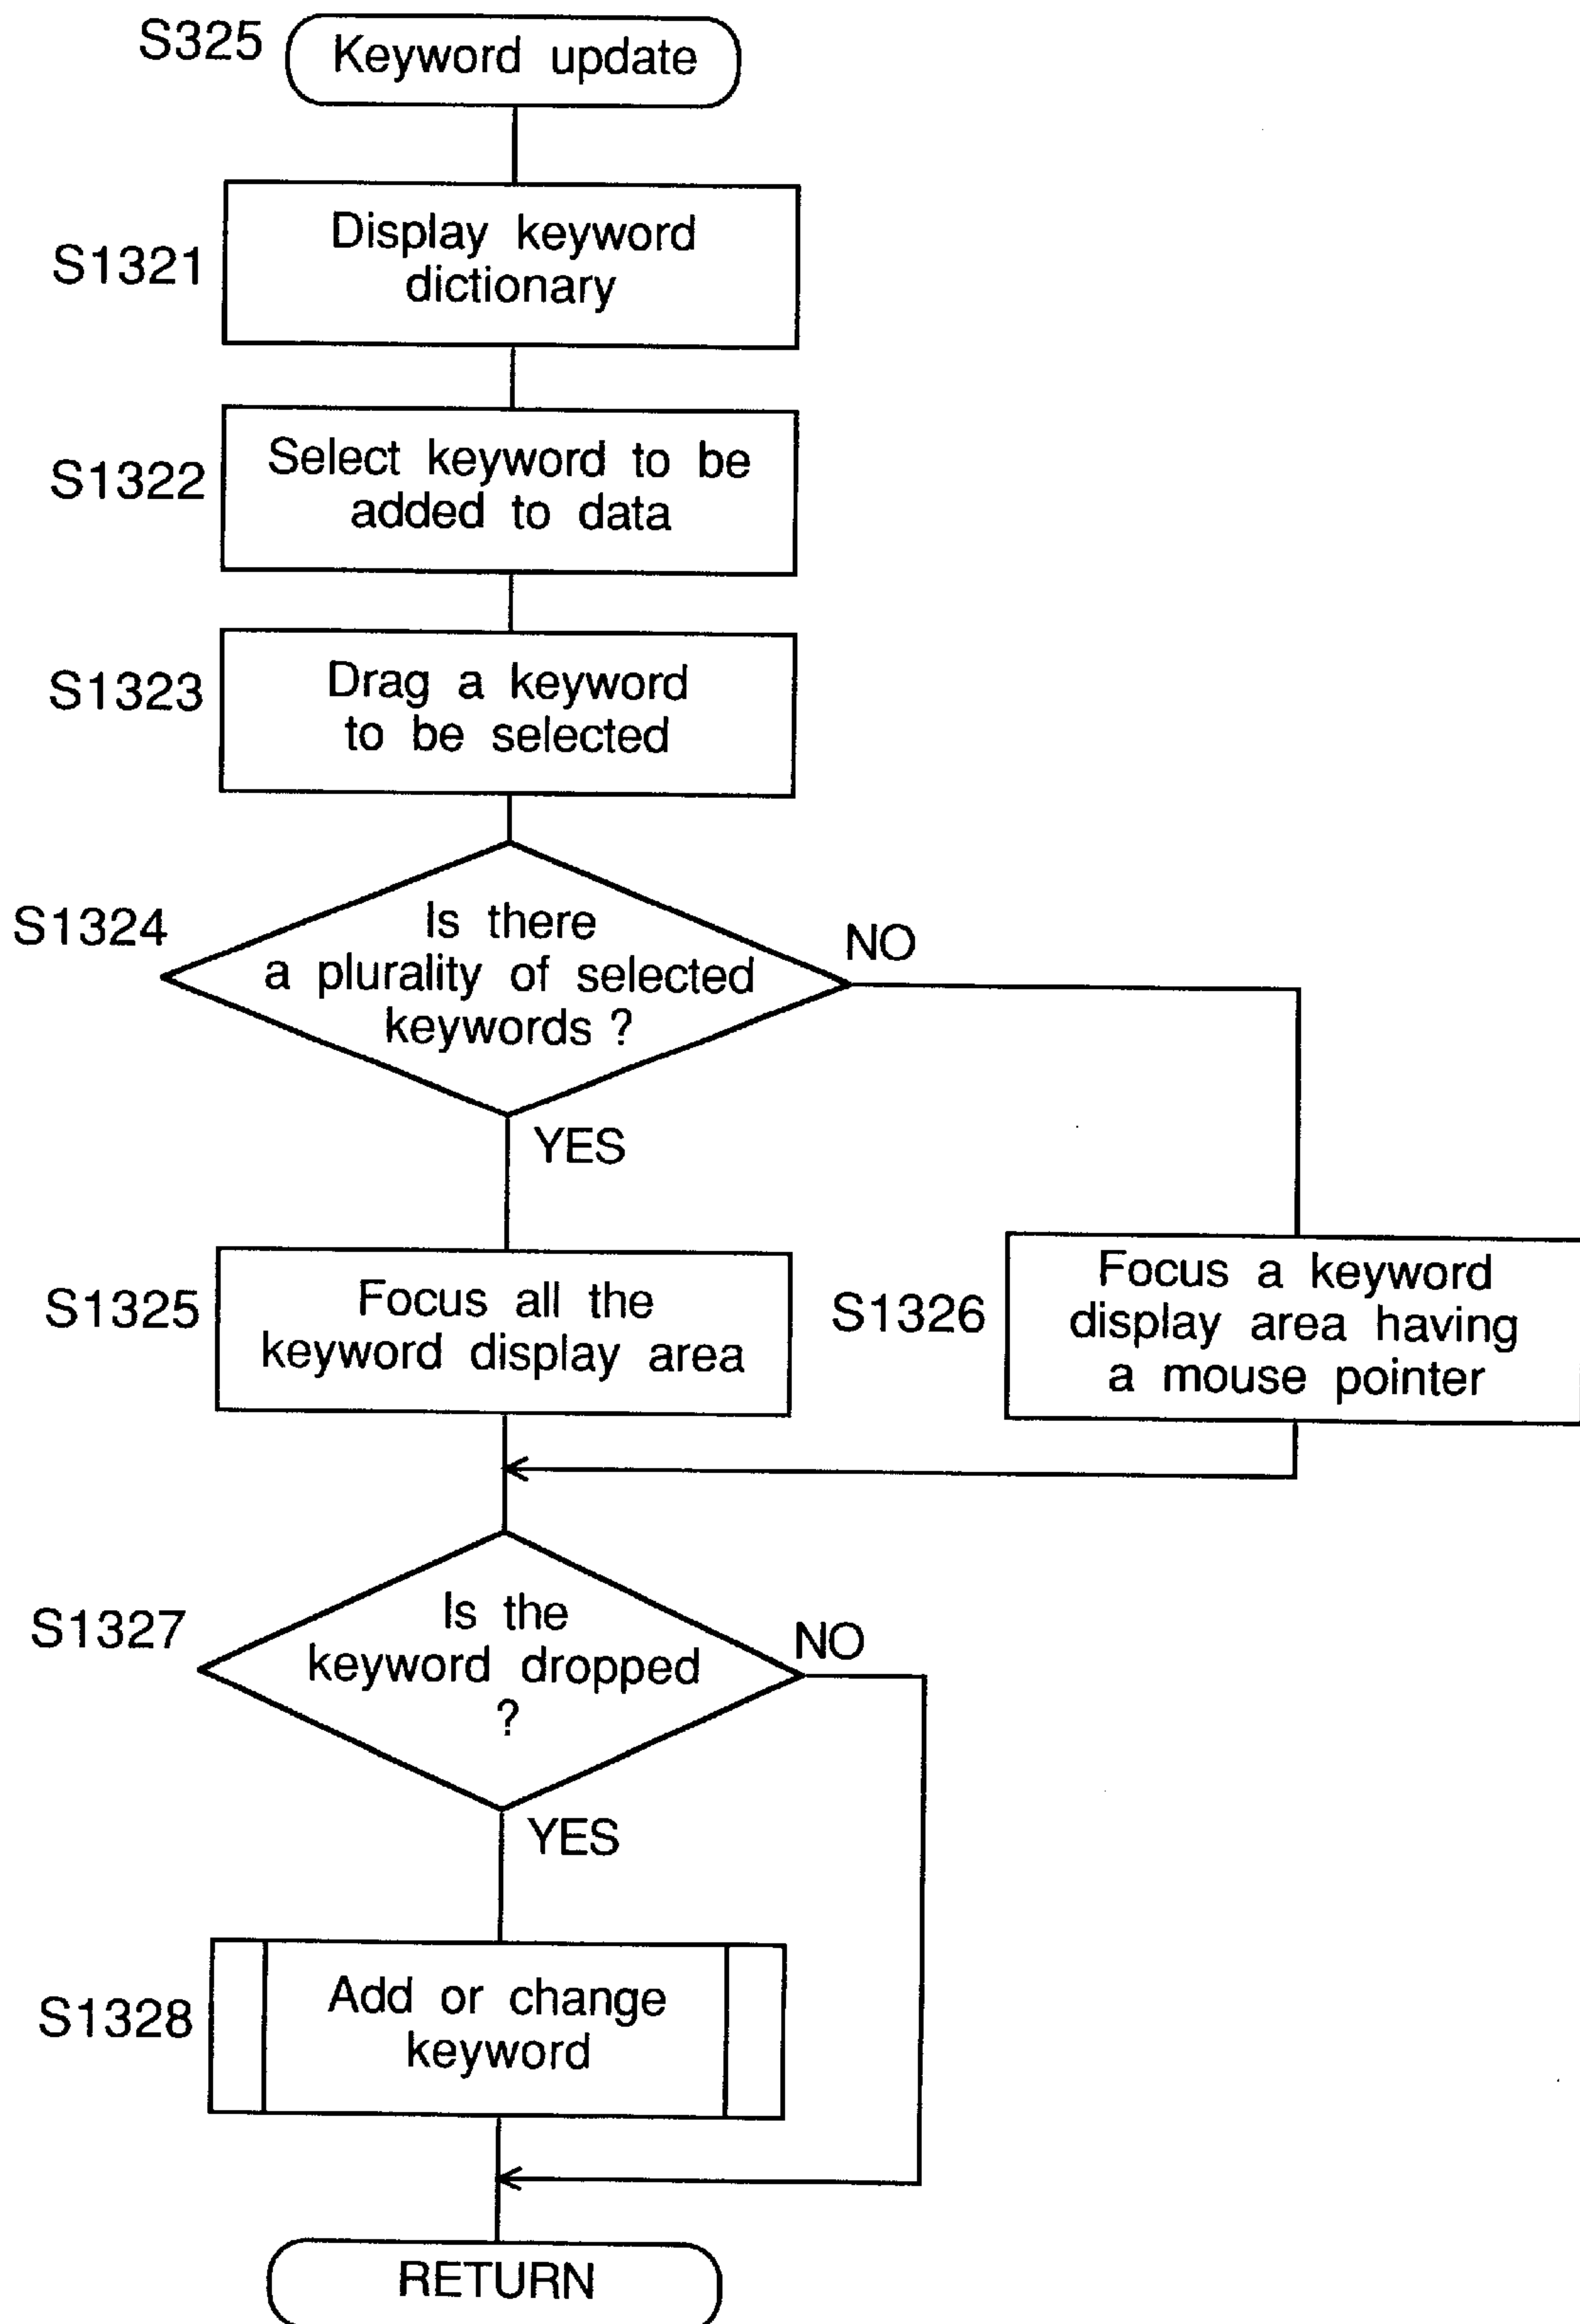 S325 Keyword update
S1321
Display keyword
dictionary
S1322
Select keyword to be
added to data
S1323
Drag a keyword
to be selected
S1324
Is there
a plurality of selected
keywords ?
NO
YES
S1325
Focus all the
keyword display area
S1326
Focus a keyword
display area having
a mouse pointer
S1327
Is the
keyword dropped
?
NO
YES
S1328
Add or change
keyword
RETURN